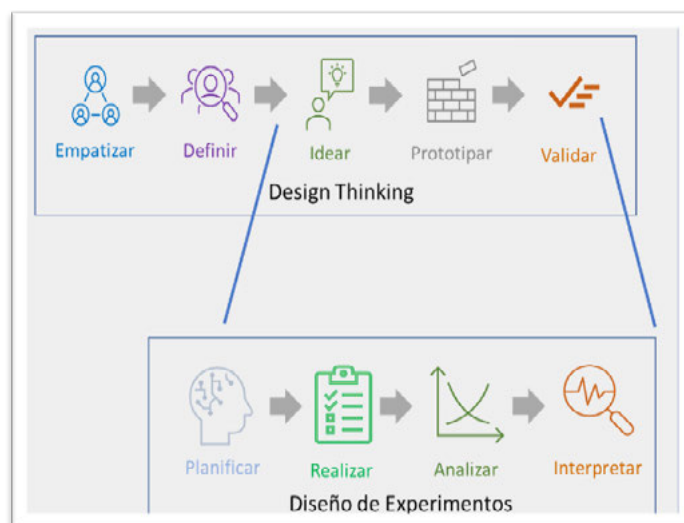 Empatizar
Definir
Idear
Prototipar
Validar
Design Thinking
Planificar
Realizar
Analizar
Interpretar
Diseño de Experimentos